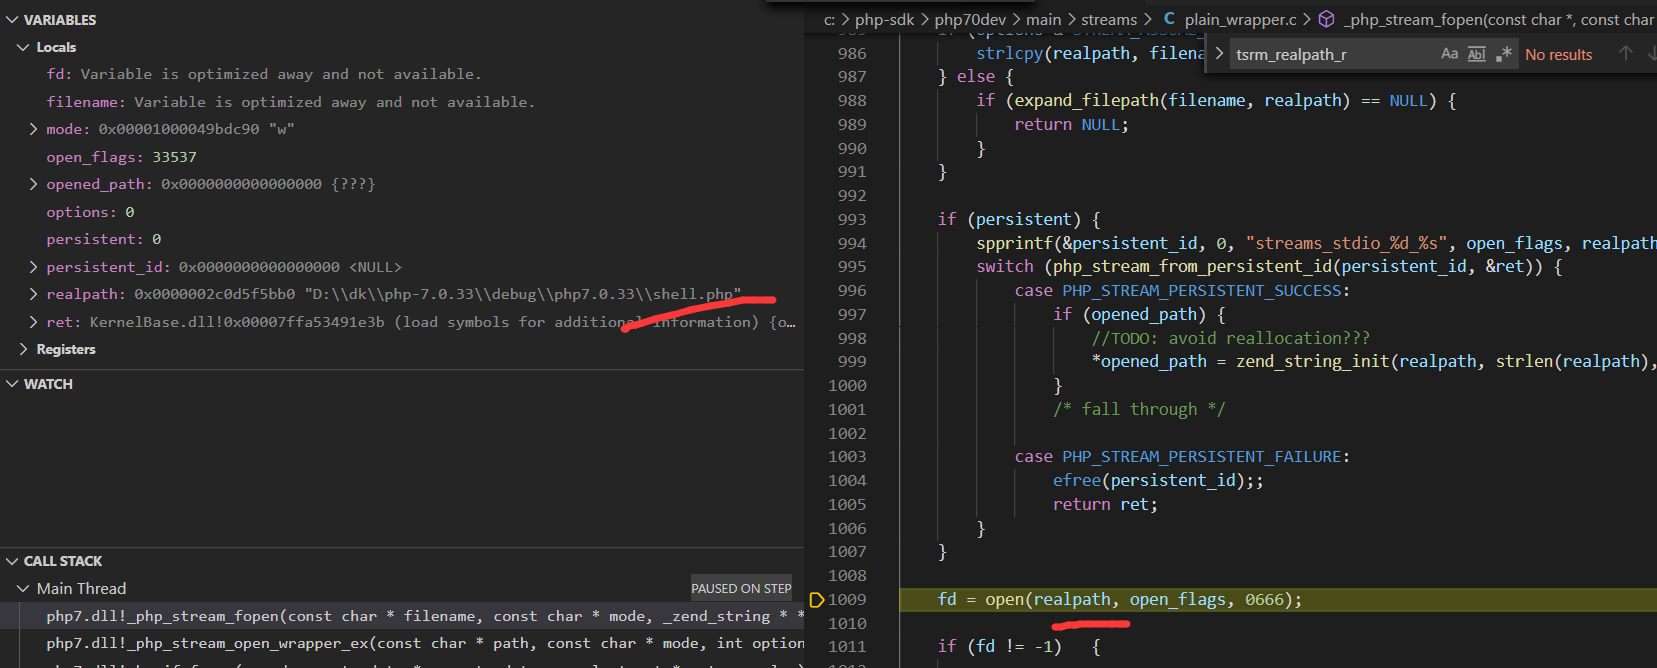 VARIABLES
Locals
fd: Variable is optimized away and not available.
filename: Variable is optimized away and not available.
mode: 0x00001000049bdc90 "w"
open_flags: 33537
opened_path: 0x0000000000000000 {???}
options: 0
persistent: 0
persistent_id: 0x0000000000000000 <NULL>
realpath: 0x0000002c0d5f5bb0 "D:\\dk\\php-7.0.33\\debug\\php7.0.33\\shell.php"
ret: KernelBase.dll!0x00007ffa53491e3b (load symbols for additional information) {o…
Registers
WATCH
CALL STACK
Main Thread
PAUSED ON STEP
php7.dll!_php_stream_fopen(const char * filename, const char * mode, _zend_string * *
php7.dll!_php_stream_open_wrapper_ex(const char * path, const char * mode, int option
c: > php-sdk > php70dev > main > streams > C plain_wrapper.c > _php_stream_fopen(const char *, const char
tsrm_realpath_r
Aa Abl .* No results
986 strlcpy(realpath, filena
987 } else {
988 if (expand_filepath(filename, realpath) == NULL) {
989 return NULL;
990 }
991 }
992
993 if (persistent) {
994 spprintf(&persistent_id, 0, "streams_stdio_%d_%s", open_flags, realpath
995 switch (php_stream_from_persistent_id(persistent_id, &ret)) {
996 case PHP_STREAM_PERSISTENT_SUCCESS:
997 if (opened_path) {
998 //TODO: avoid reallocation???
999 *opened_path = zend_string_init(realpath, strlen(realpath),
1000 }
1001 /* fall through */
1002
1003 case PHP_STREAM_PERSISTENT_FAILURE:
1004 efree(persistent_id);;
1005 return ret;
1006 }
1007 }
1008
1009 fd = open(realpath, open_flags, 0666);
1010
1011 if (fd != -1) {